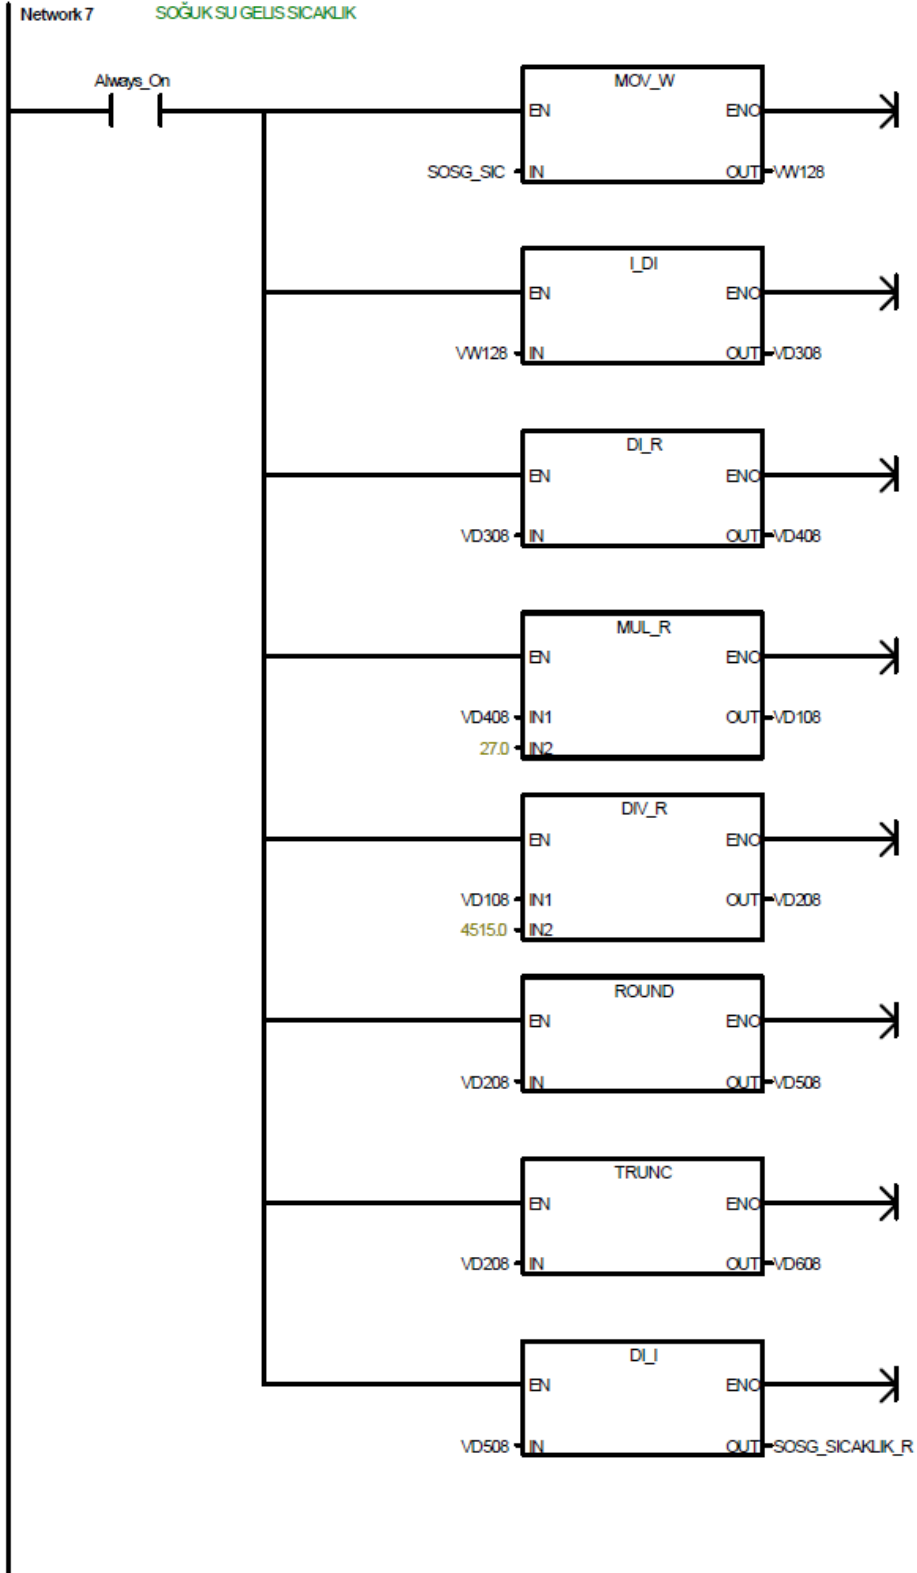 Network 7 SOĞUK SU GELIS SICAKLIK
Always_On
MOV_W
EN ENO
SOSG_SIC IN OUT VW128
I_DI
EN ENO
VW128 IN OUT VD308
DI_R
EN ENO
VD308 IN OUT VD408
MUL_R
EN ENO
VD408 IN1 OUT VD108
27.0 IN2
DIV_R
EN ENO
VD108 IN1 OUT VD208
4515.0 IN2
ROUND
EN ENO
VD208 IN OUT VD508
TRUNC
EN ENO
VD208 IN OUT VD608
DI_I
EN ENO
VD508 IN OUT SOSG_SICAKLIK_R